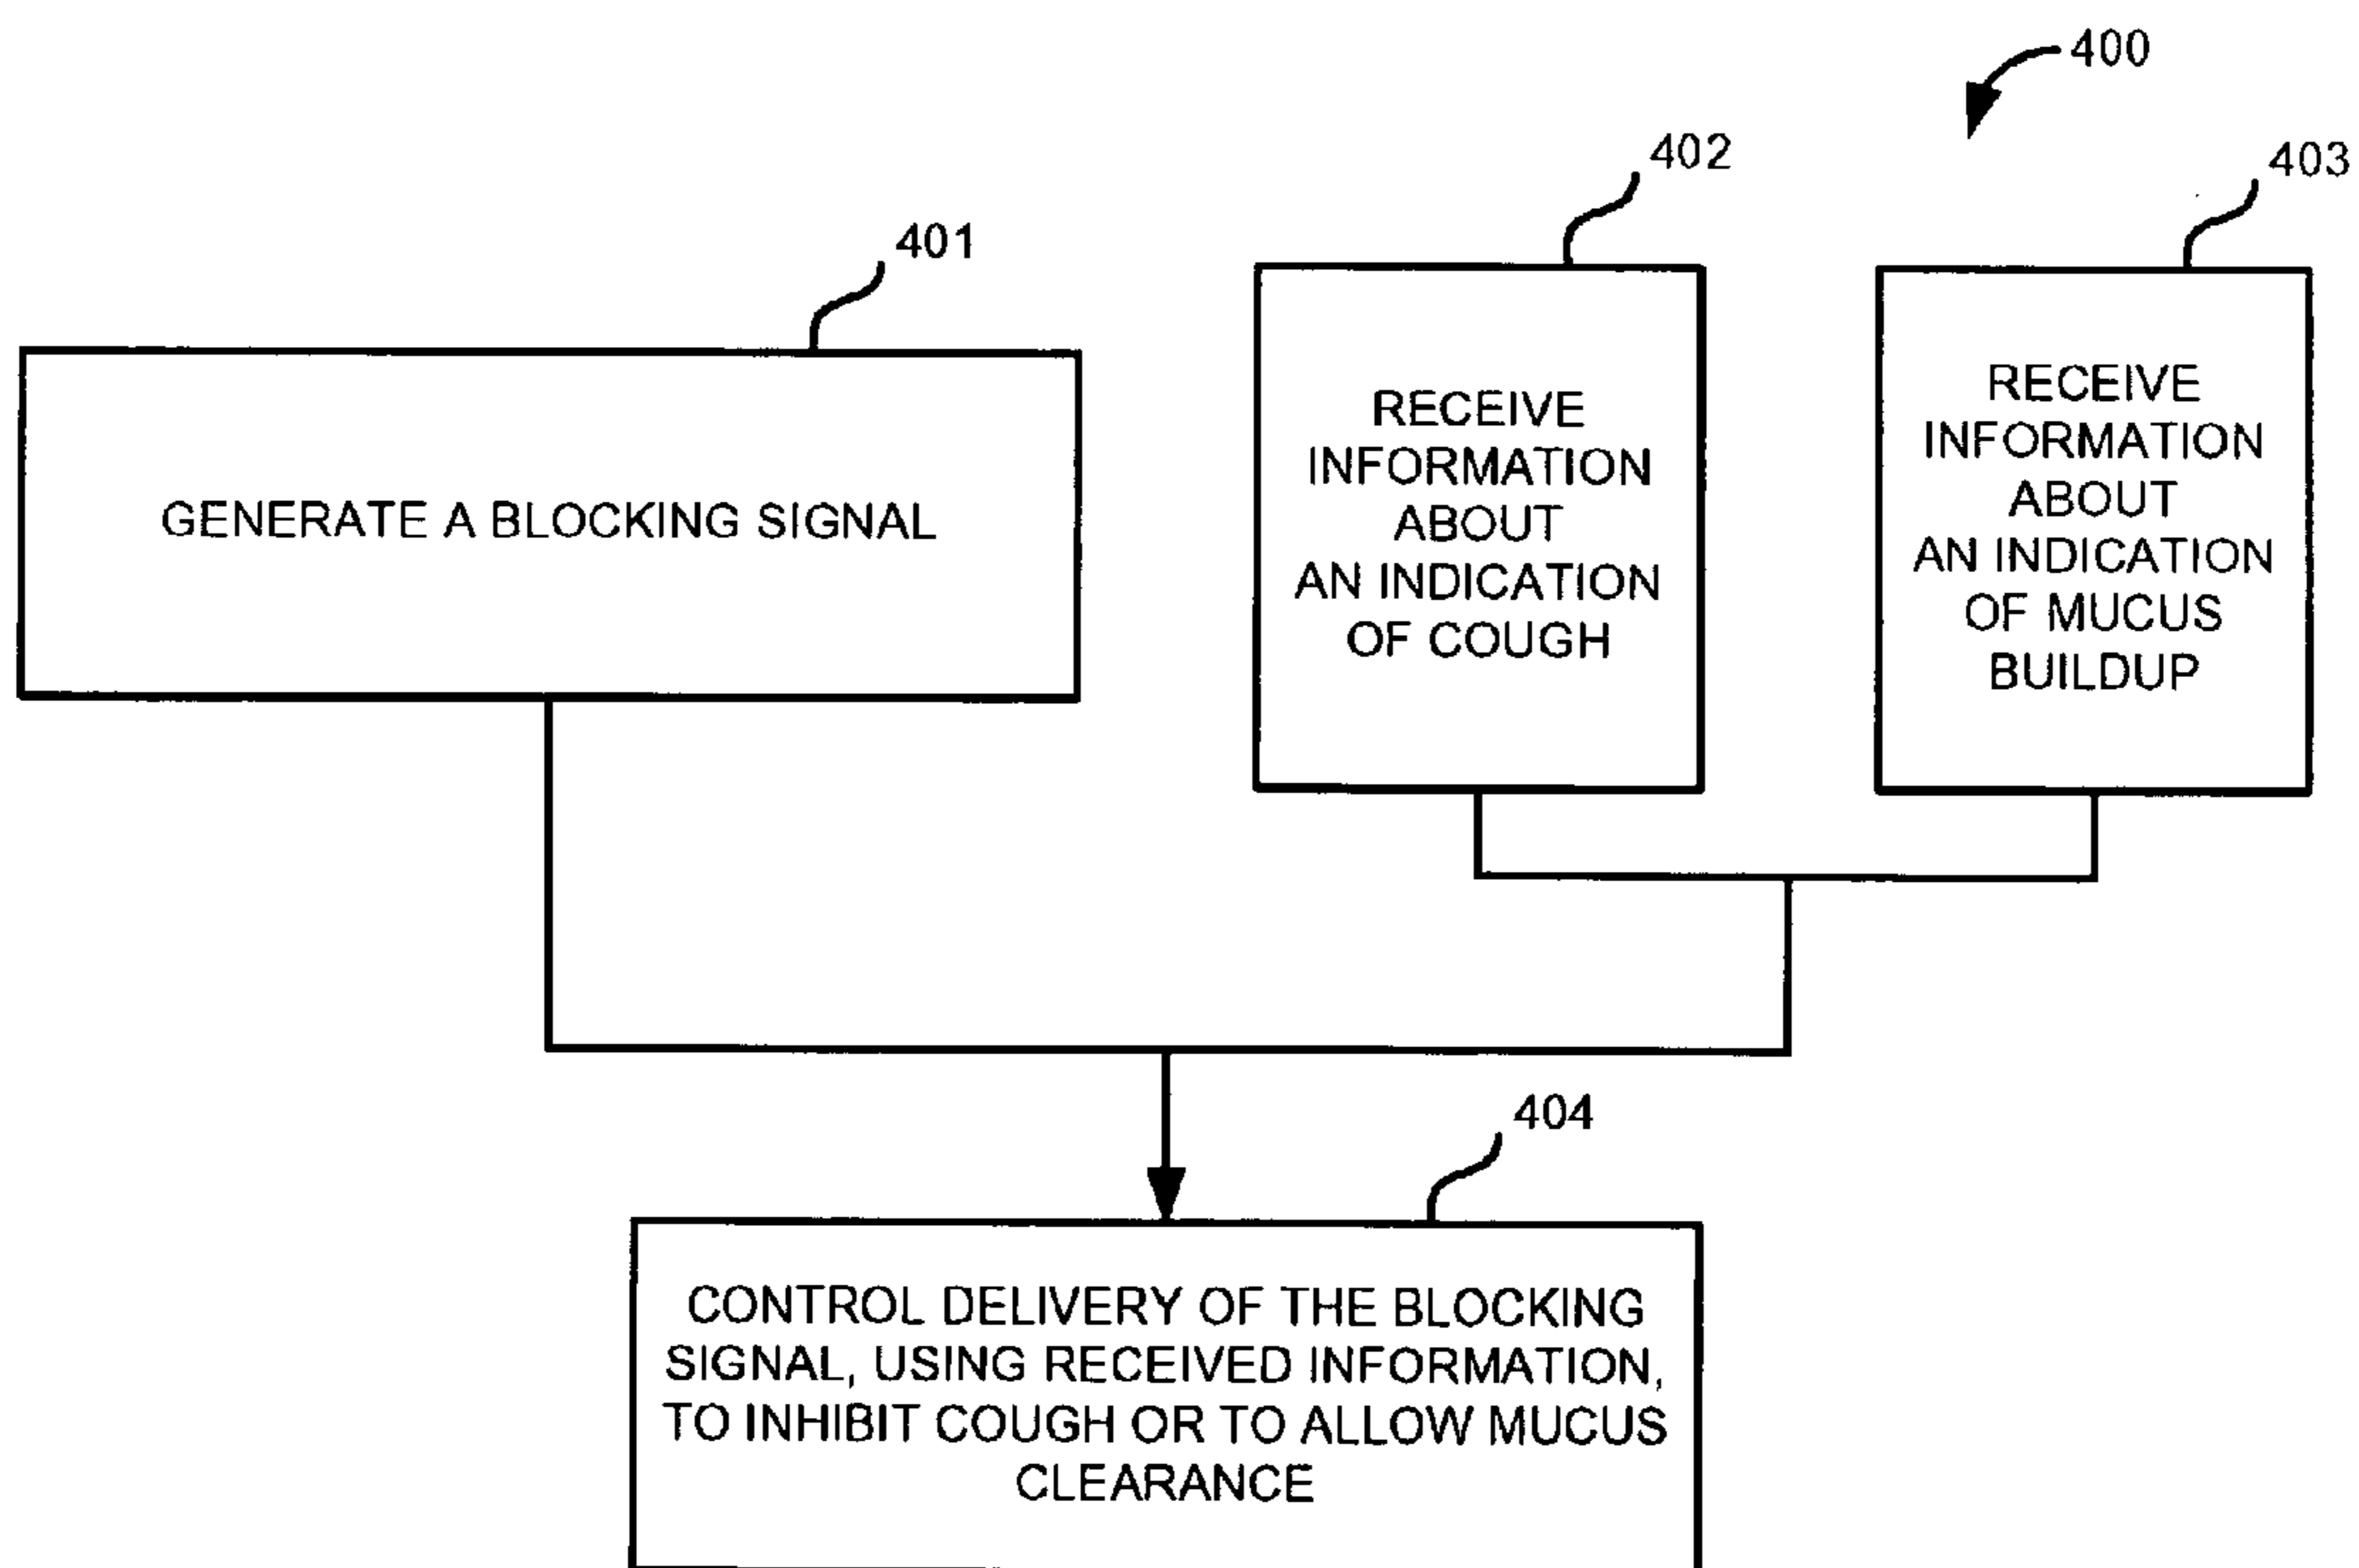 400
402
403
401
GENERATE A BLOCKING SIGNAL
RECEIVE
INFORMATION
ABOUT
AN INDICATION
OF COUGH
RECEIVE
INFORMATION
ABOUT
AN INDICATION
OF MUCUS
BUILDUP
404
CONTROL DELIVERY OF THE BLOCKING
SIGNAL, USING RECEIVED INFORMATION,
TO INHIBIT COUGH OR TO ALLOW MUCUS
CLEARANCE